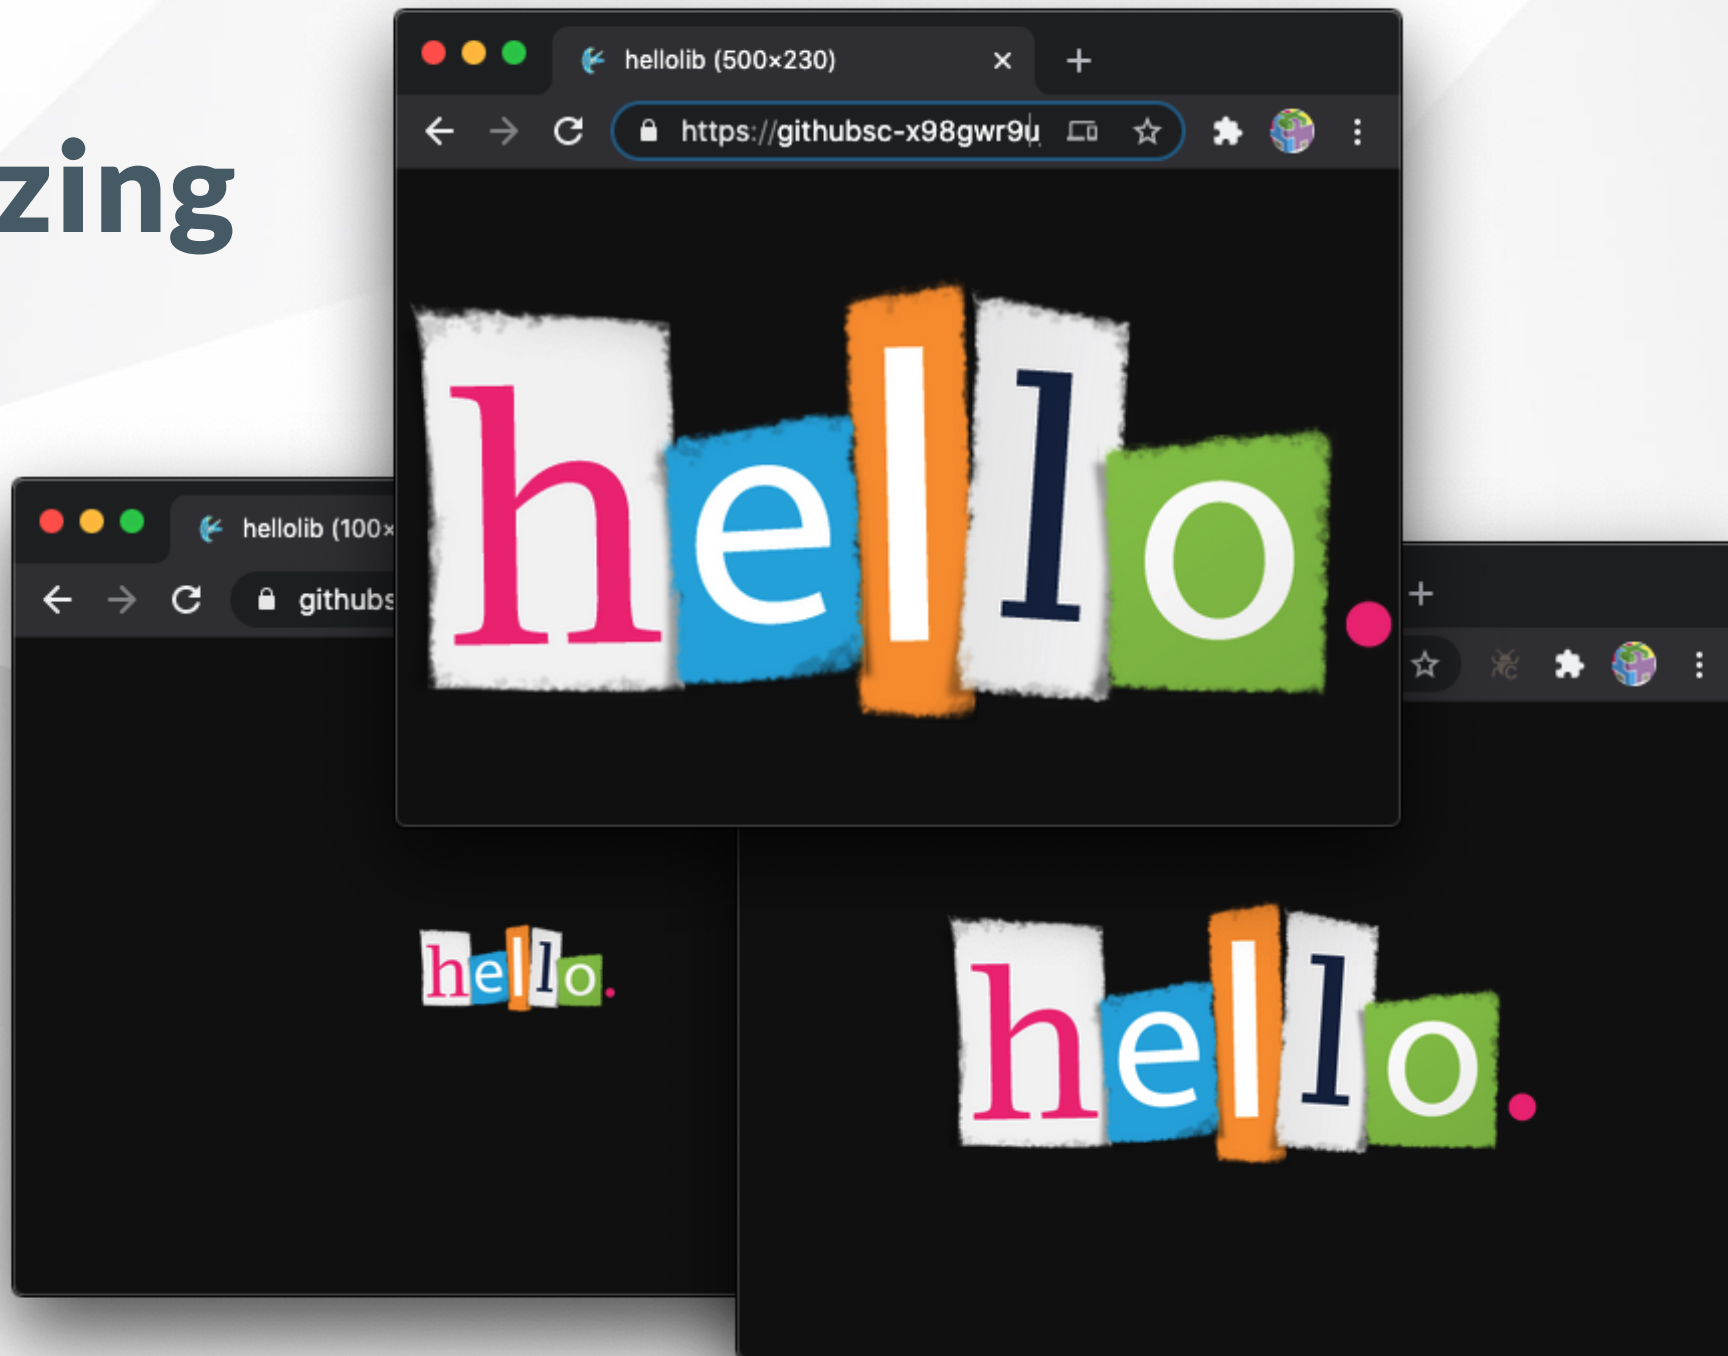 zing
hellolib (500×230)
https://githubsc-x98gwr9u
hello.
hellolib (100×
githubs
hello.
hello.